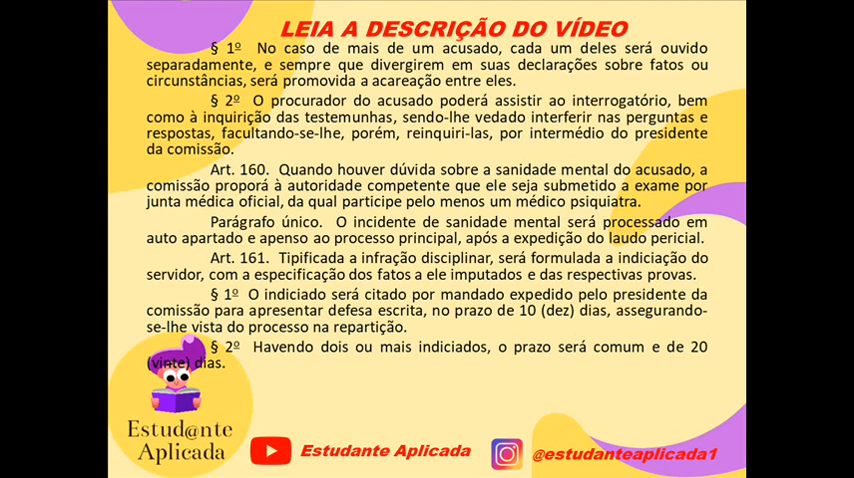 LEIA A DESCRIÇÃO DO VÍDEO
§ 1º No caso de mais de um acusado, cada um deles será ouvido
separadamente, e sempre que divergirem em suas declarações sobre fatos ou
circunstâncias, será promovida a acareação entre eles.
§ 2º O procurador do acusado poderá assistir ao interrogatório, bem
como à inquirição das testemunhas, sendo-lhe vedado interferir nas perguntas e
respostas, facultando-se-lhe, porém, reinquiri-las, por intermédio do presidente
da comissão.
Art. 160. Quando houver dúvida sobre a sanidade mental do acusado, a
comissão proporá à autoridade competente que ele seja submetido a exame por
junta médica oficial, da qual participe pelo menos um médico psiquiatra.
Parágrafo único. O incidente de sanidade mental será processado em
auto apartado e apenso ao processo principal, após a expedição do laudo pericial.
Art. 161. Tipificada a infração disciplinar, será formulada a indiciação do
servidor, com a especificação dos fatos a ele imputados e das respectivas provas.
§ 1º O indiciado será citado por mandado expedido pelo presidente da
comissão para apresentar defesa escrita, no prazo de 10 (dez) dias, assegurando-
se-lhe vista do processo na repartição.
§ 2º Havendo dois ou mais indiciados, o prazo será comum e de 20
(vinte) dias.
Estud@nte
Aplicada
Estudante Aplicada
@estudanteaplicada1